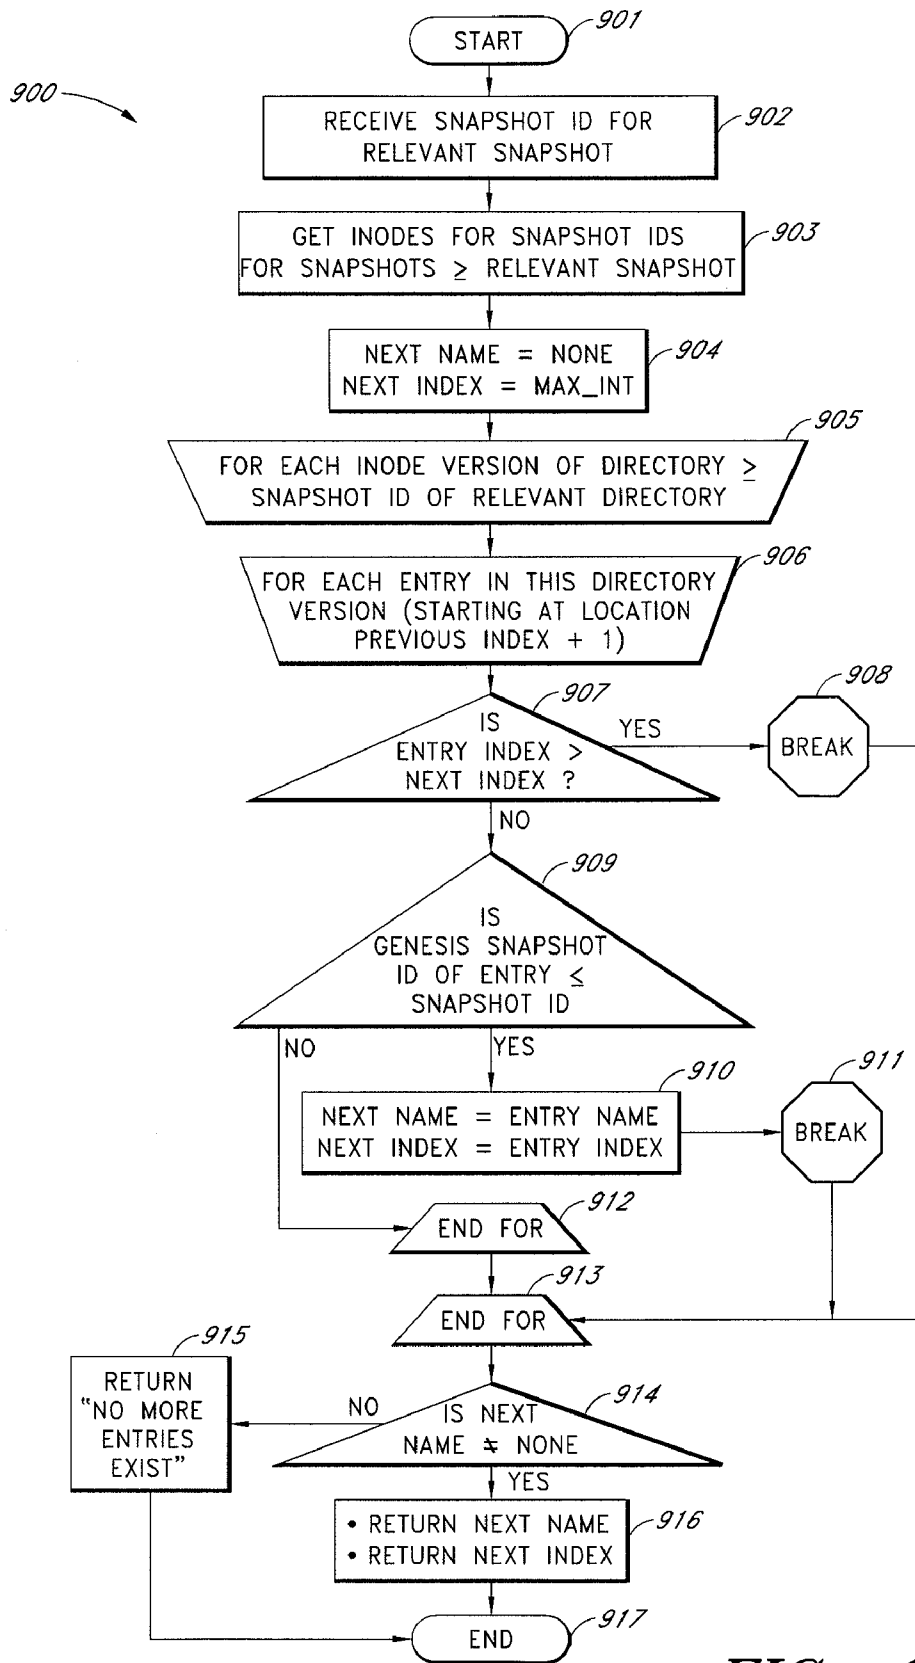 901
START
900
RECEIVE SNAPSHOT ID FOR
RELEVANT SNAPSHOT
902
GET INODES FOR SNAPSHOT IDS
FOR SNAPSHOTS ≥ RELEVANT SNAPSHOT
903
NEXT NAME = NONE
NEXT INDEX = MAX_INT
904
905
FOR EACH INODE VERSION OF DIRECTORY ≥
SNAPSHOT ID OF RELEVANT DIRECTORY
906
FOR EACH ENTRY IN THIS DIRECTORY
VERSION (STARTING AT LOCATION
PREVIOUS INDEX + 1)
907
IS
ENTRY INDEX >
NEXT INDEX ?
YES
908
BREAK
NO
909
IS
GENESIS SNAPSHOT
ID OF ENTRY ≤
SNAPSHOT ID
NO
YES
910
NEXT NAME = ENTRY NAME
NEXT INDEX = ENTRY INDEX
911
BREAK
912
END FOR
913
END FOR
914
IS NEXT
NAME ≠ NONE
NO
915
RETURN
"NO MORE
ENTRIES
EXIST"
YES
916
• RETURN NEXT NAME
• RETURN NEXT INDEX
917
END